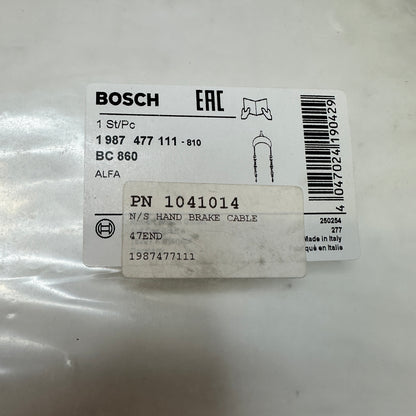 BOSCH
EAC
1 St/Pc
1 987 477 111 - 810
BC 860
ALFA
4 047024 190429
250254
277
Made in Italy
qué en Italie
PN 1041014
N/S HAND BRAKE CABLE
47END
1987477111